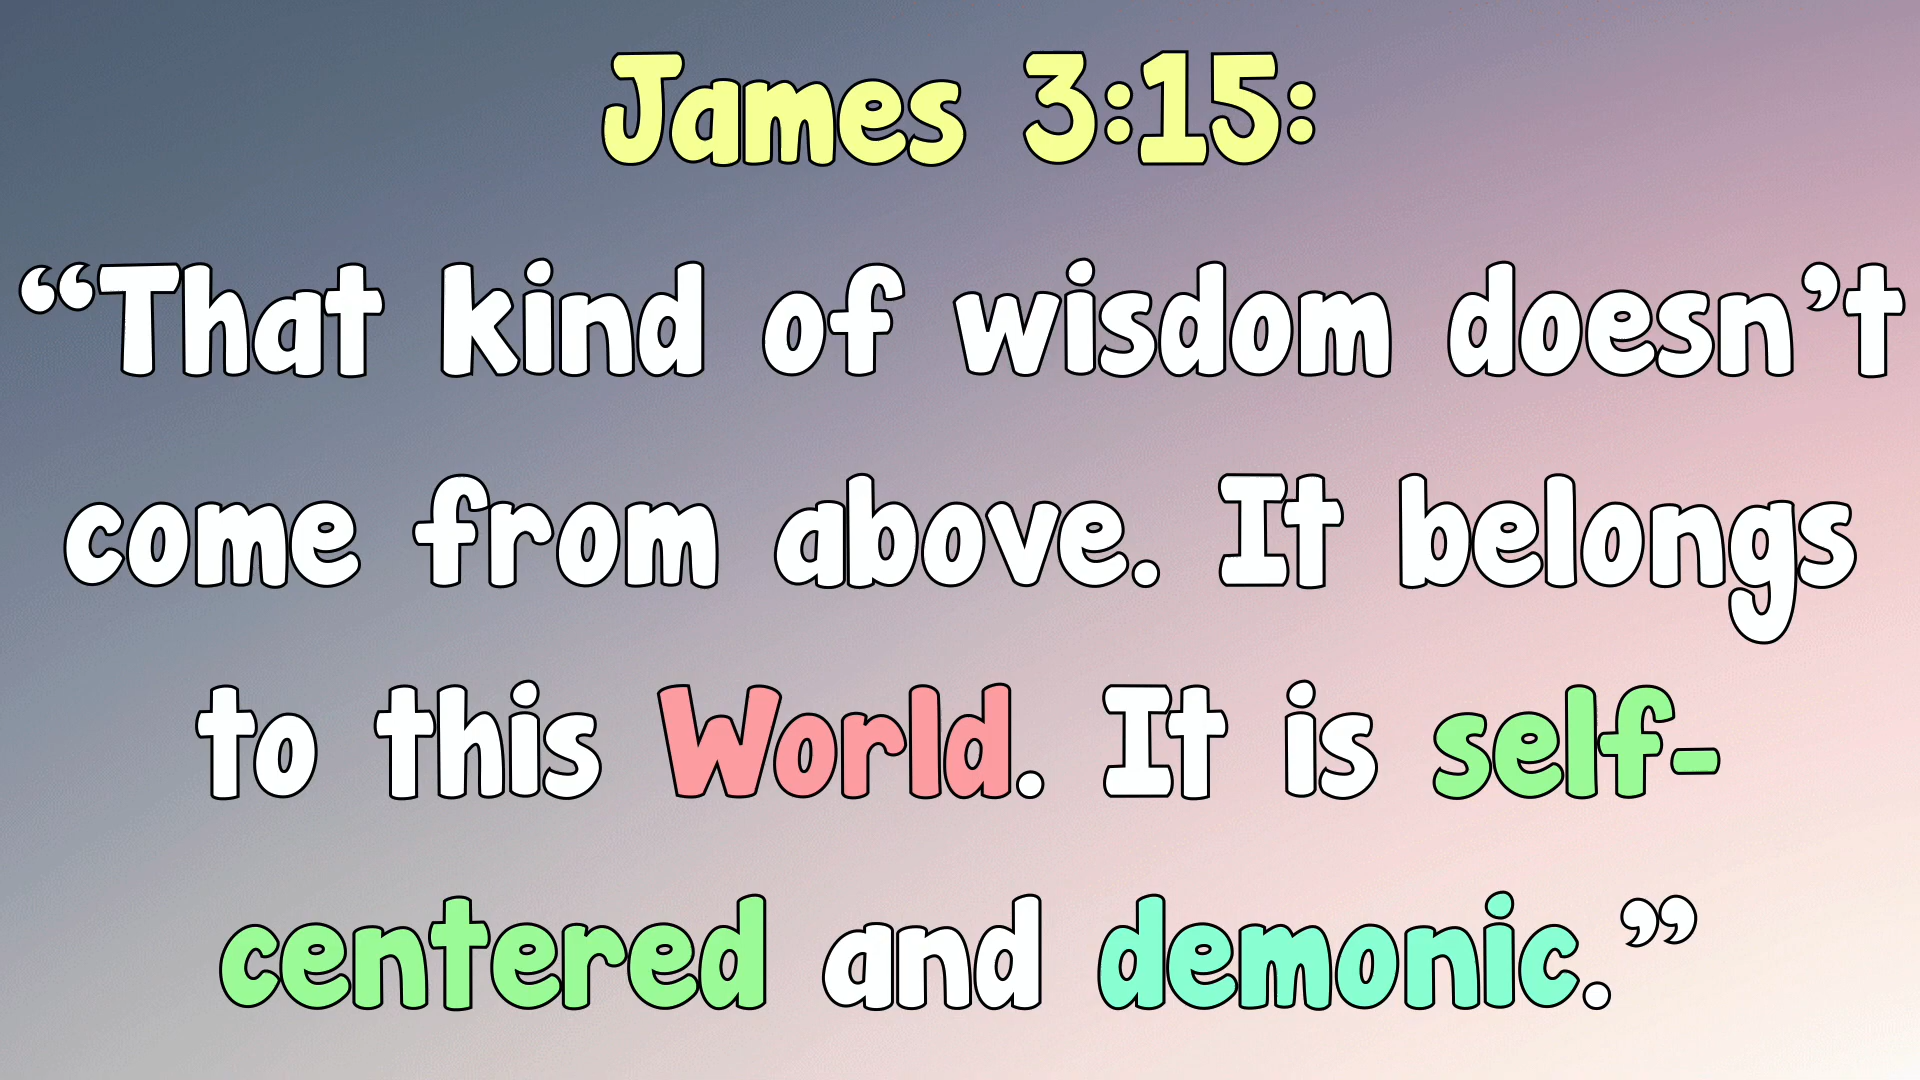 James 3:15:
“That kind of wisdom doesn’t
come from above. It belongs
to this World. It is self-
centered and demonic.”